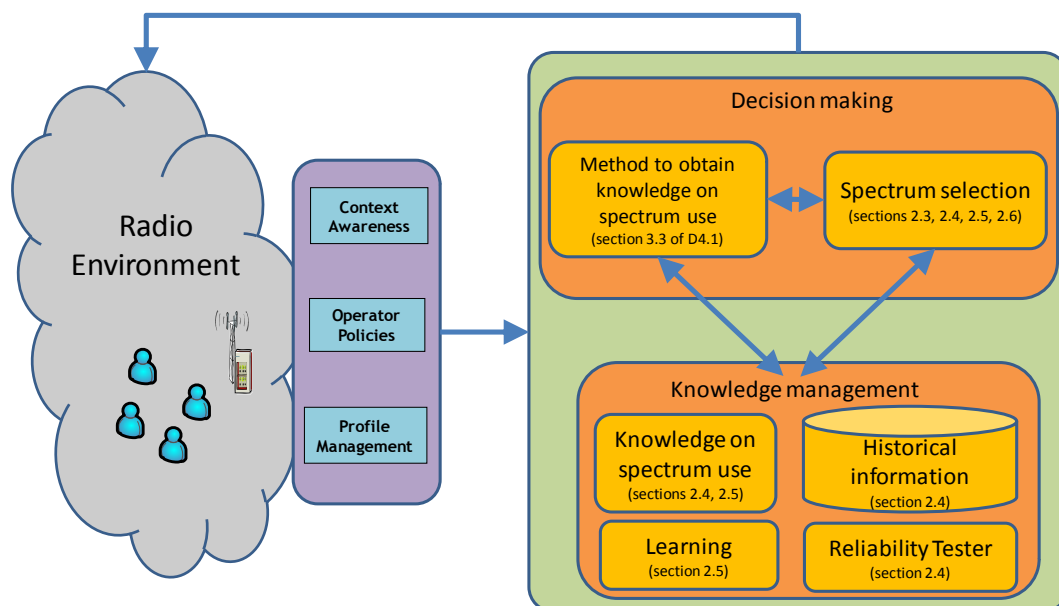 Radio
Environment
Context
Awareness
Operator
Policies
Profile
Management
Decision making
Method to obtain
knowledge on
spectrum use
(section 3.3 of D4.1)
Spectrum selection
(sections 2.3, 2.4, 2.5, 2.6)
Knowledge management
Knowledge on
spectrum use
(sections 2.4, 2.5)
Historical
information
(section 2.4)
Learning
(section 2.5)
Reliability Tester
(section 2.4)